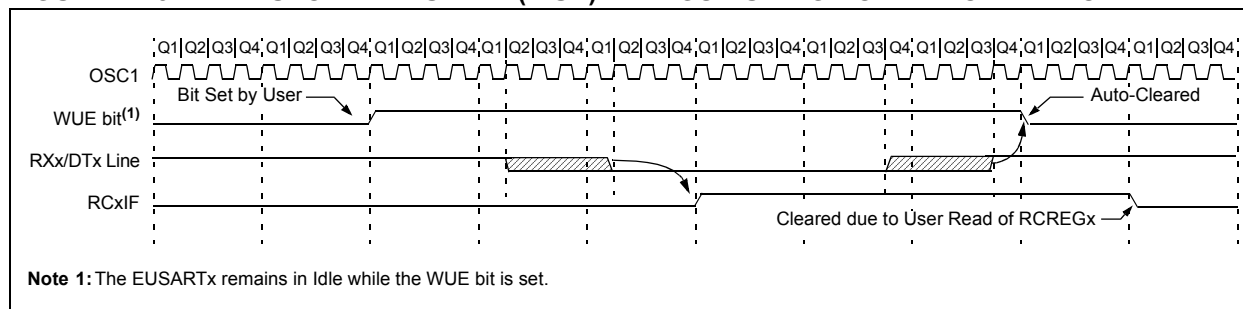 Q1 Q2 Q3 Q4 Q1 Q2 Q3 Q4 Q1 Q2 Q3 Q4 Q1 Q2 Q3 Q4 Q1 Q2 Q3 Q4 Q1 Q2 Q3 Q4 Q1 Q2 Q3 Q4 Q1 Q2 Q3 Q4 Q1 Q2 Q3 Q4 Q1 Q2 Q3 Q4
OSC1
Bit Set by User
Auto-Cleared
WUE bit(1)
RXx/DTx Line
RCxIF
Cleared due to User Read of RCREGx
Note 1: The EUSARTx remains in Idle while the WUE bit is set.